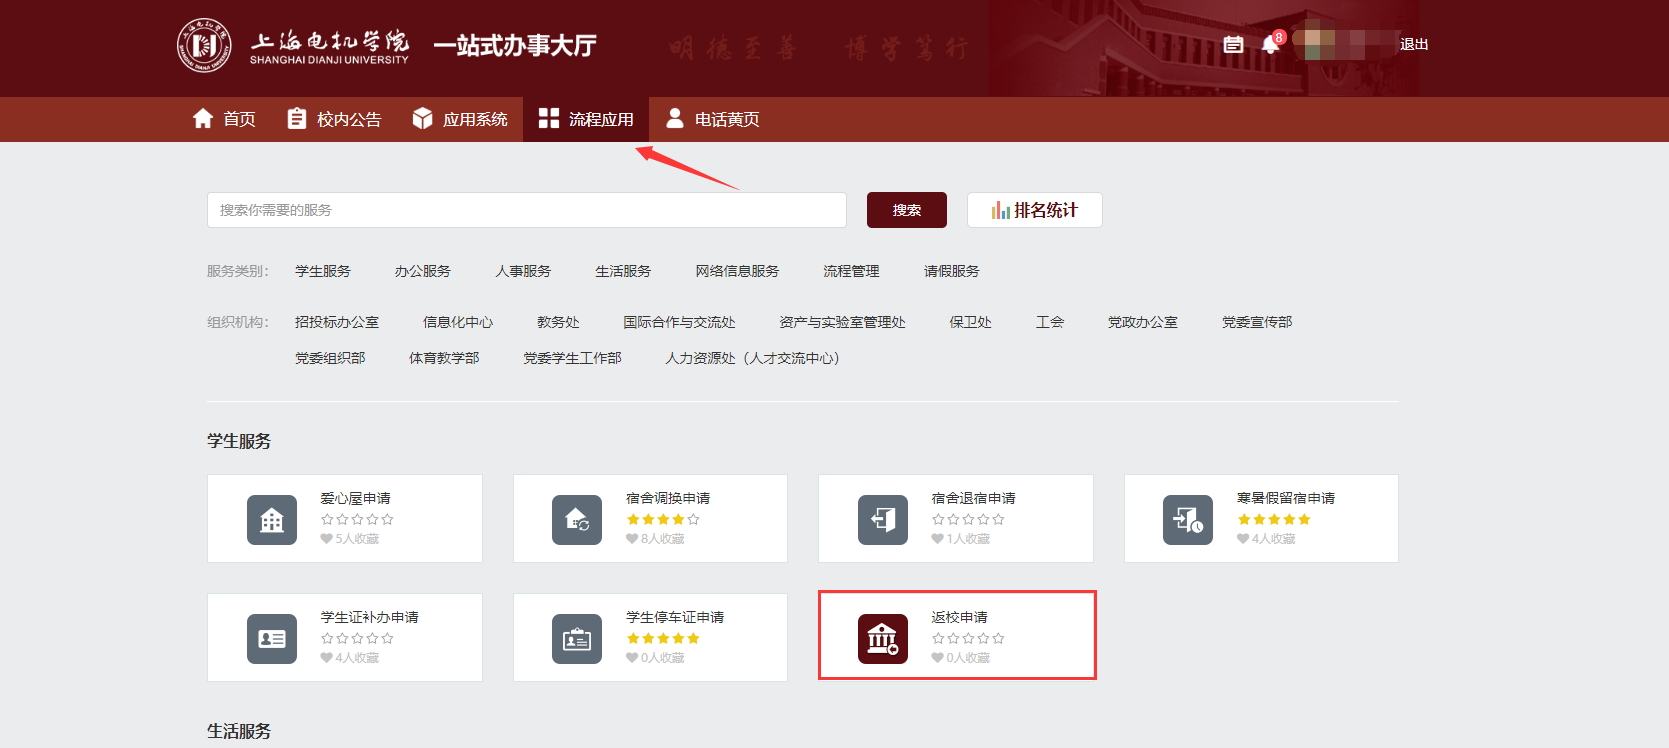 上海电机学院 一站式办事大厅 明德至善 博学笃行
SHANGHAI DIANJI UNIVERSITY
8 退出
首页 校内公告 应用系统 流程应用 电话黄页
搜索你需要的服务 搜索 排名统计
服务类别： 学生服务 办公服务 人事服务 生活服务 网络信息服务 流程管理 请假服务
组织机构： 招投标办公室 信息化中心 教务处 国际合作与交流处 资产与实验室管理处 保卫处 工会 党政办公室 党委宣传部
党委组织部 体育教学部 党委学生工作部 人力资源处（人才交流中心）
学生服务
爱心屋申请
5人收藏
宿舍调换申请
8人收藏
宿舍退宿申请
1人收藏
寒暑假留宿申请
4人收藏
学生证补办申请
4人收藏
学生停车证申请
0人收藏
返校申请
0人收藏
生活服务